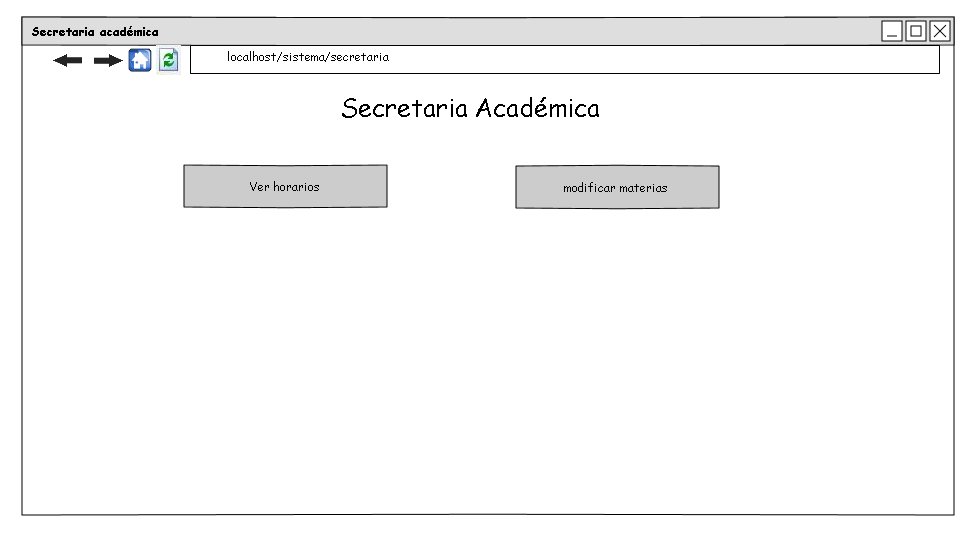 Secretaria académica
localhost/sistema/secretaria
Secretaria Académica
Ver horarios
modificar materias